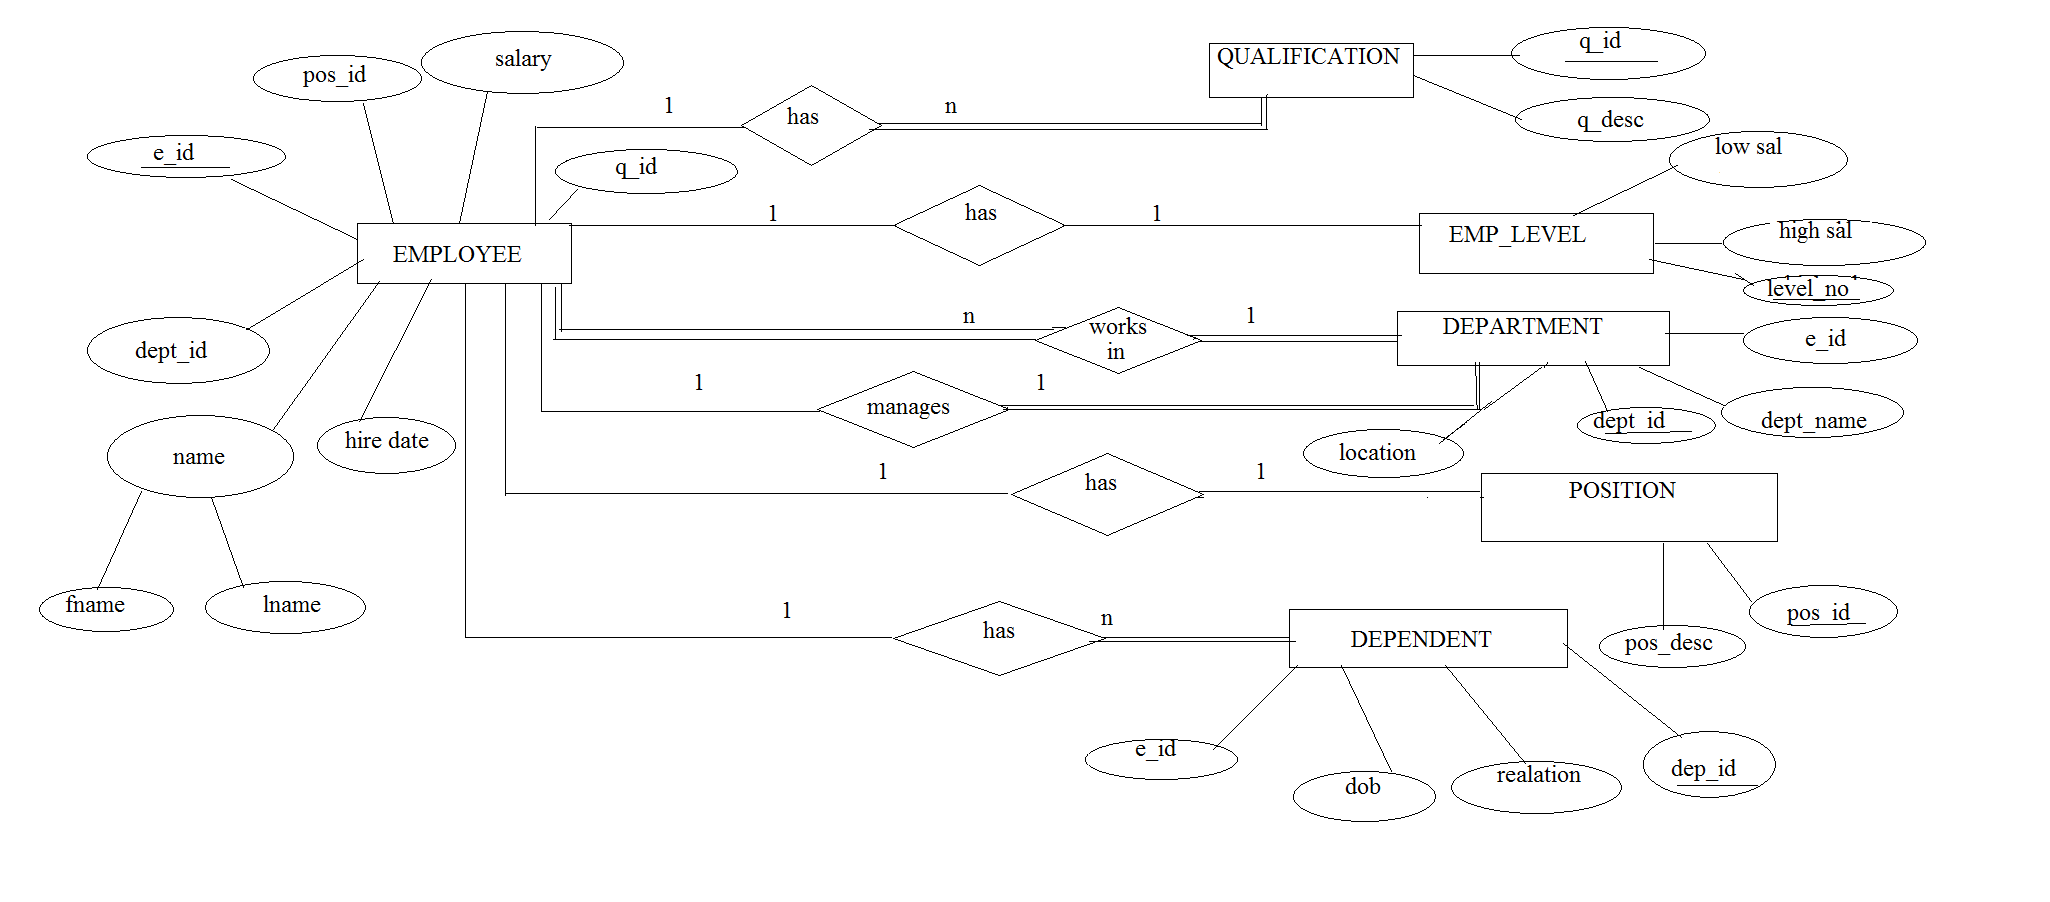 salary
pos_id
QUALIFICATION
q_id
q_desc
1
has
n
e_id
q_id
low sal
1
has
1
EMP_LEVEL
high sal
level_no
EMPLOYEE
n
works
in
1
DEPARTMENT
e_id
dept_id
1
manages
1
location
dept_id
dept_name
name
hire date
1
has
1
POSITION
fname
lname
1
has
n
DEPENDENT
pos_desc
pos_id
e_id
dob
realation
dep_id